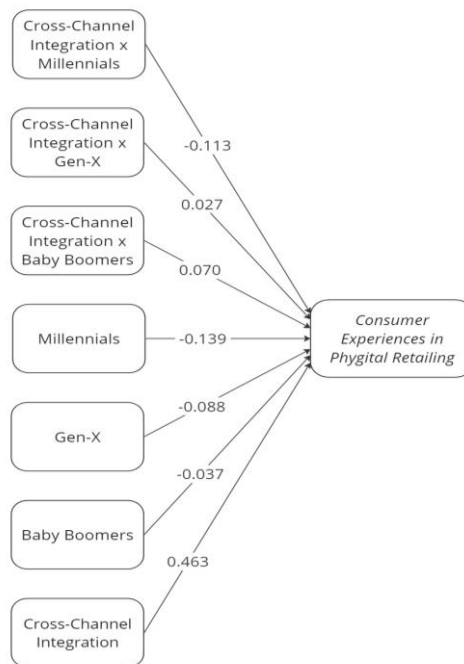 Cross-Channel
Integration x
Millennials
-0.113
Cross-Channel
Integration x
Gen-X
0.027
Cross-Channel
Integration x
Baby Boomers
0.070
Consumer
Experiences in
Phygital Retailing
Millennials
-0.139
Gen-X
-0.088
Baby Boomers
-0.037
Cross-Channel
Integration
0.463